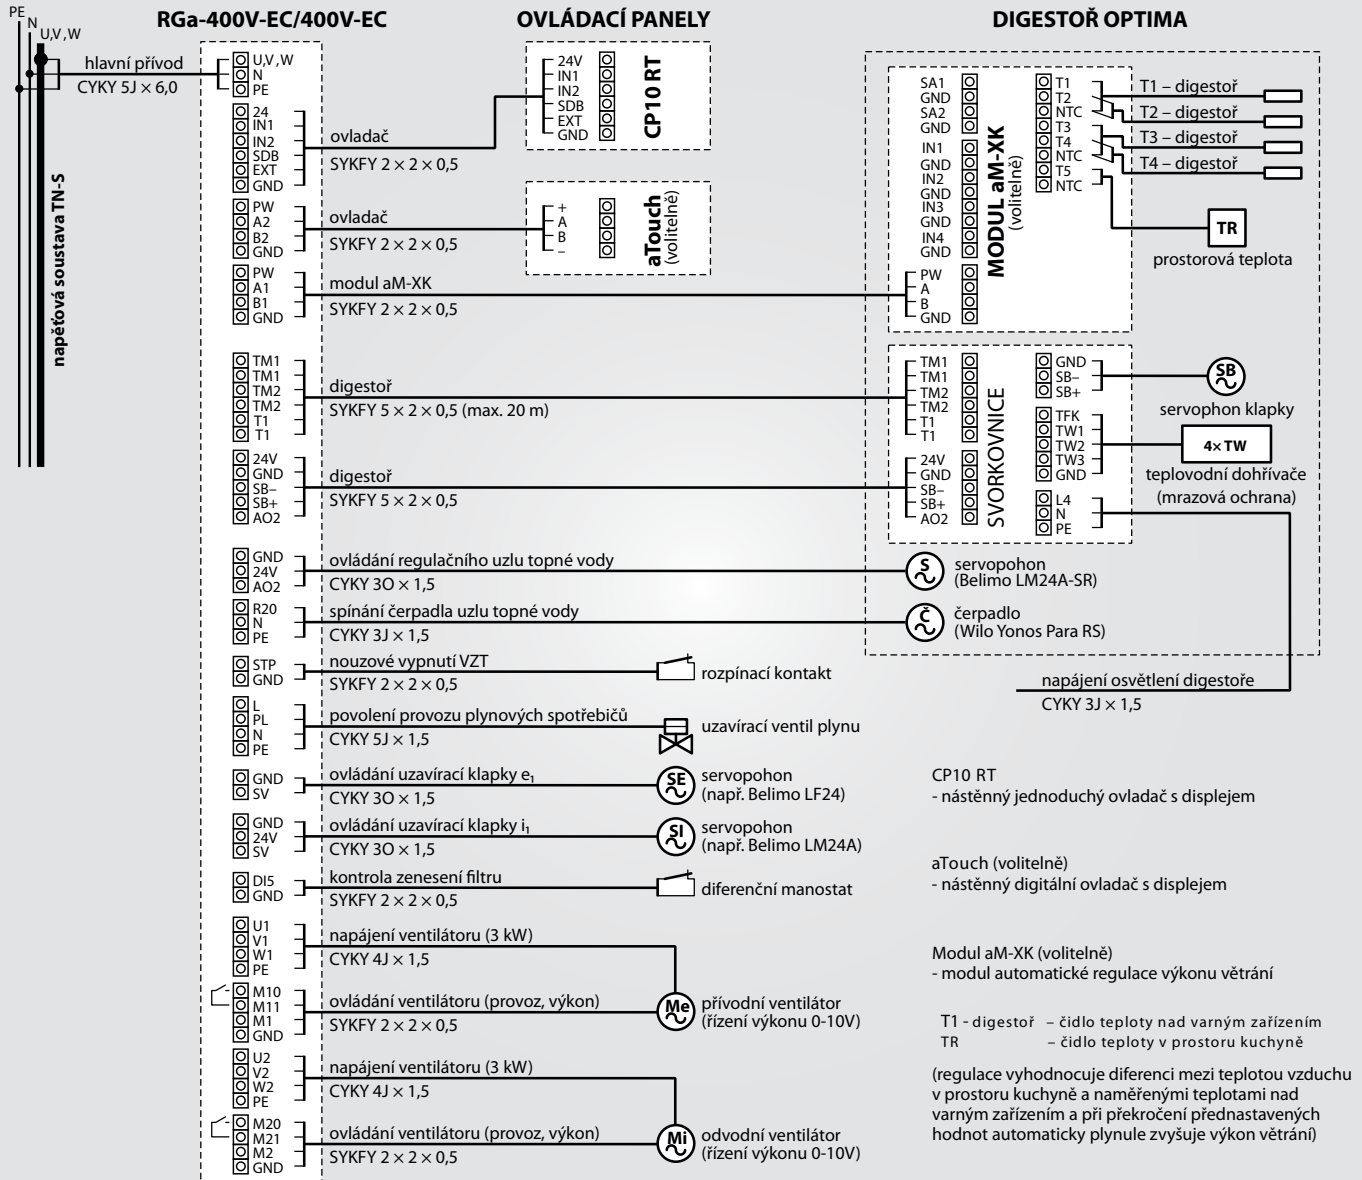 PE
N
U,V,W
RGa-400V-EC/400V-EC
OVLÁDACÍ PANELY
DIGESTOŘ OPTIMA
napěťová soustava TN-S
hlavní přívod
CYKY 5J × 6,0
U,V,W
N
PE
24
IN1
IN2
SDB
EXT
GND
ovladač
SYKFY 2 × 2 × 0,5
24V
IN1
IN2
SDB
EXT
GND
CP10 RT
PW
A2
B2
GND
ovladač
SYKFY 2 × 2 × 0,5
+
A
B
–
aTouch
(volitelně)
PW
A1
B1
GND
modul aM-XK
SYKFY 2 × 2 × 0,5
SA1
GND
SA2
GND
IN1
GND
IN2
GND
IN3
GND
IN4
GND
PW
A
B
GND
MODUL aM-XK
(volitelně)
T1
T2
NTC
T3
T4
NTC
T5
NTC
T1 – digestoř
T2 – digestoř
T3 – digestoř
T4 – digestoř
TR
prostorová teplota
TM1
TM1
TM2
TM2
T1
T1
digestoř
SYKFY 5 × 2 × 0,5 (max. 20 m)
TM1
TM1
TM2
TM2
T1
T1
24V
GND
SB–
SB+
AO2
digestoř
SYKFY 5 × 2 × 0,5
24V
GND
SB–
SB+
AO2
SVORKOVNICE
GND
SB–
SB+
SB
servophon klapky
TFK
TW1
TW2
TW3
GND
4× TW
teplovodní dohřívače
(mrazová ochrana)
L4
N
PE
GND
24V
AO2
ovládání regulačního uzlu topné vody
CYKY 3O × 1,5
S
servopohon
(Belimo LM24A-SR)
R20
N
PE
spínání čerpadla uzlu topné vody
CYKY 3J × 1,5
Č
čerpadlo
(Wilo Yonos Para RS)
STP
GND
nouzové vypnutí VZT
SYKFY 2 × 2 × 0,5
rozpínací kontakt
napájení osvětlení digestoře
CYKY 3J × 1,5
L
PL
N
PE
povolení provozu plynových spotřebičů
CYKY 5J × 1,5
uzavírací ventil plynu
GND
SV
ovládání uzavírací klapky e₁
CYKY 3O × 1,5
SE
servopohon
(např. Belimo LF24)
GND
24V
SV
ovládání uzavírací klapky i₁
CYKY 3O × 1,5
SI
servopohon
(např. Belimo LM24A)
DI5
GND
kontrola zenesení filtru
SYKFY 2 × 2 × 0,5
diferenční manostat
U1
V1
W1
PE
napájení ventilátoru (3 kW)
CYKY 4J × 1,5
M10
M11
M1
GND
ovládání ventilátoru (provoz, výkon)
SYKFY 2 × 2 × 0,5
Me
přívodní ventilátor
(řízení výkonu 0-10V)
U2
V2
W2
PE
napájení ventilátoru (3 kW)
CYKY 4J × 1,5
M20
M21
M2
GND
ovládání ventilátoru (provoz, výkon)
SYKFY 2 × 2 × 0,5
Mi
odvodní ventilátor
(řízení výkonu 0-10V)
CP10 RT
- nástěnný jednoduchý ovladač s displejem
aTouch (volitelně)
- nástěnný digitální ovladač s displejem
Modul aM-XK (volitelně)
- modul automatické regulace výkonu větrání
T1 - digestoř – čidlo teploty nad varným zařízením
TR – čidlo teploty v prostoru kuchyně
(regulace vyhodnocuje diferenci mezi teplotou vzduchu
v prostoru kuchyně a naměřenými teplotami nad
varným zařízením a při překročení přednastavených
hodnot automaticky plynule zvyšuje výkon větrání)